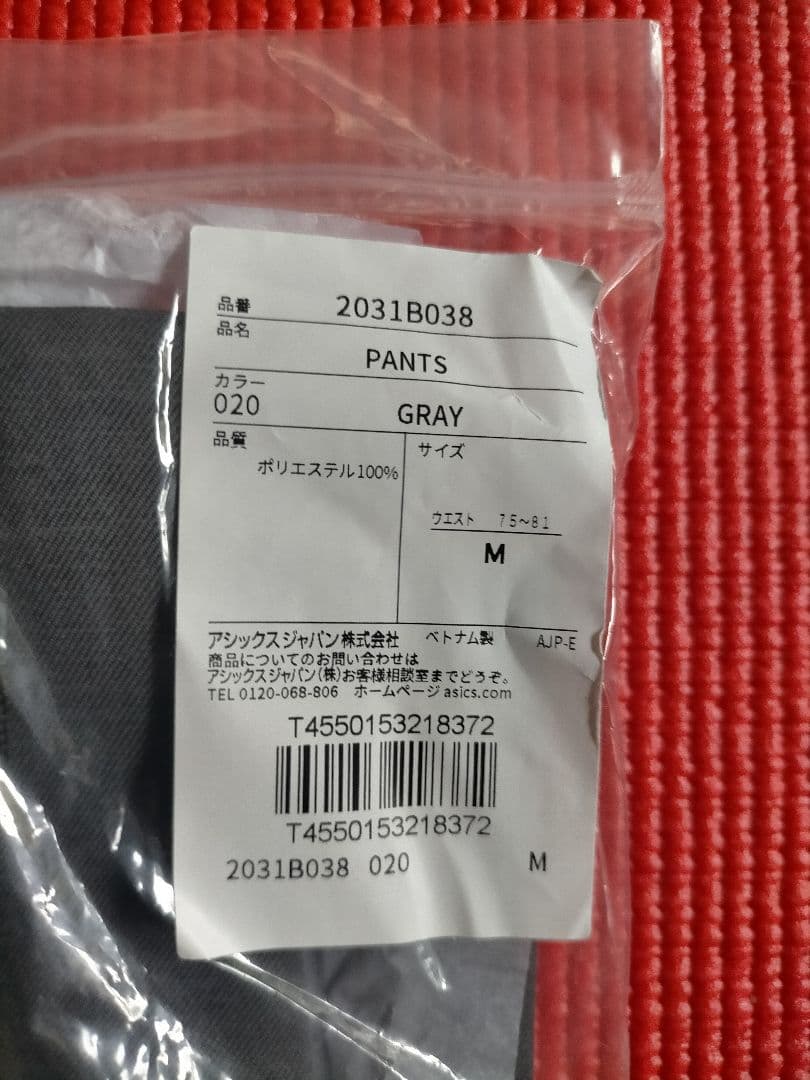 品番 2031B038
品名
PANTS
カラー
020 GRAY
品質 サイズ
ポリエステル100%
ウエスト 75～81
M
アシックスジャパン株式会社 ベトナム製 AJP-E
商品についてのお問い合わせは
アシックスジャパン(株)お客様相談室までどうぞ。
TEL 0120-068-806 ホームページasics.com
T4550153218372
T4550153218372
2031B038 020 M